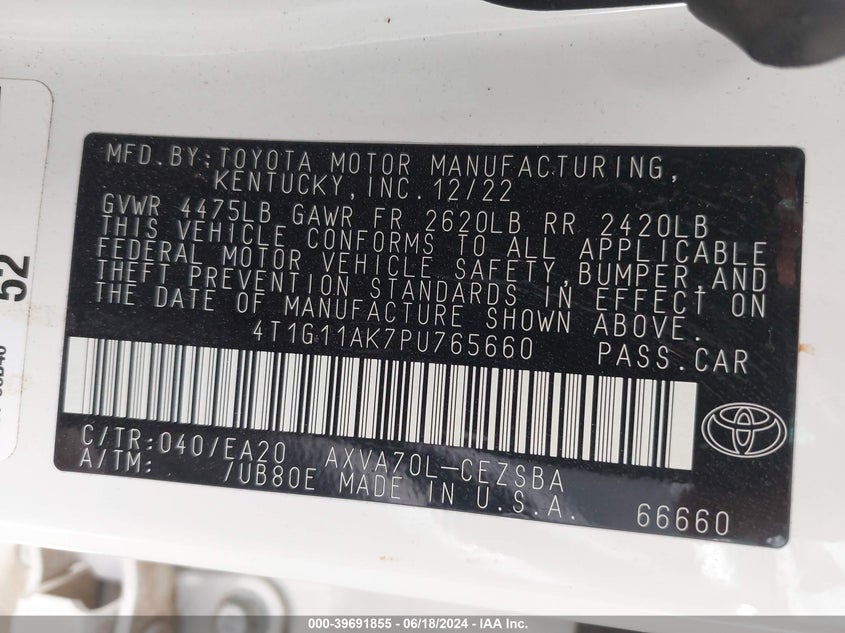 MFD.BY:TOYOTA MOTOR MANUFACTURING,
KENTUCKY,INC. 12/22
GVWR 4475LB GAWR FR 2620LB RR 2420LB
THIS VEHICLE CONFORMS TO ALL APPLICABLE
FEDERAL MOTOR VEHICLE SAFETY,BUMPER,AND
THEFT PREVENTION STANDARDS IN EFFECT ON
THE DATE OF MANUFACTURE SHOWN ABOVE.
4T1G11AK7PU765660 PASS.CAR
C/TR:040/EA20 AXVA70L-CEZSBA
A/TM: /UB80E MADE IN U.S.A.
66660
52
000-39691855 - 06/18/2024 - IAA Inc.